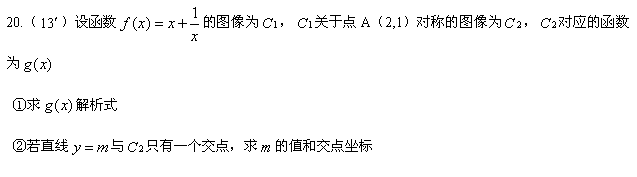 20.（13′）设函数 f(x)=x+1/x 的图像为 C₁， C₁关于点 A（2,1）对称的图像为 C₂， C₂对应的函数
为 g(x)
①求 g(x) 解析式
②若直线 y=m 与 C₂ 只有一个交点，求 m 的值和交点坐标